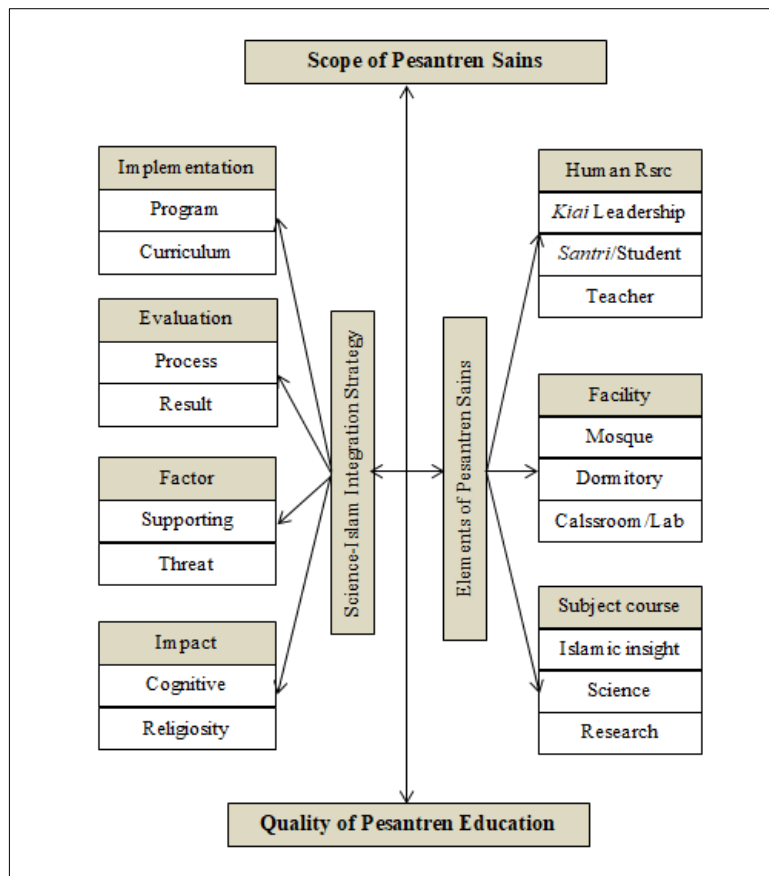 Scope of Pesantren Sains
Implementation
Program
Curriculum
Evaluation
Process
Result
Factor
Supporting
Threat
Impact
Cognitive
Religiosity
Science-Islam Integration Strategy
Elements of Pesantren Sains
Human Rsrc
Kiai Leadership
Santri/Student
Teacher
Facility
Mosque
Dormitory
Calssroom/Lab
Subject course
Islamic insight
Science
Research
Quality of Pesantren Education